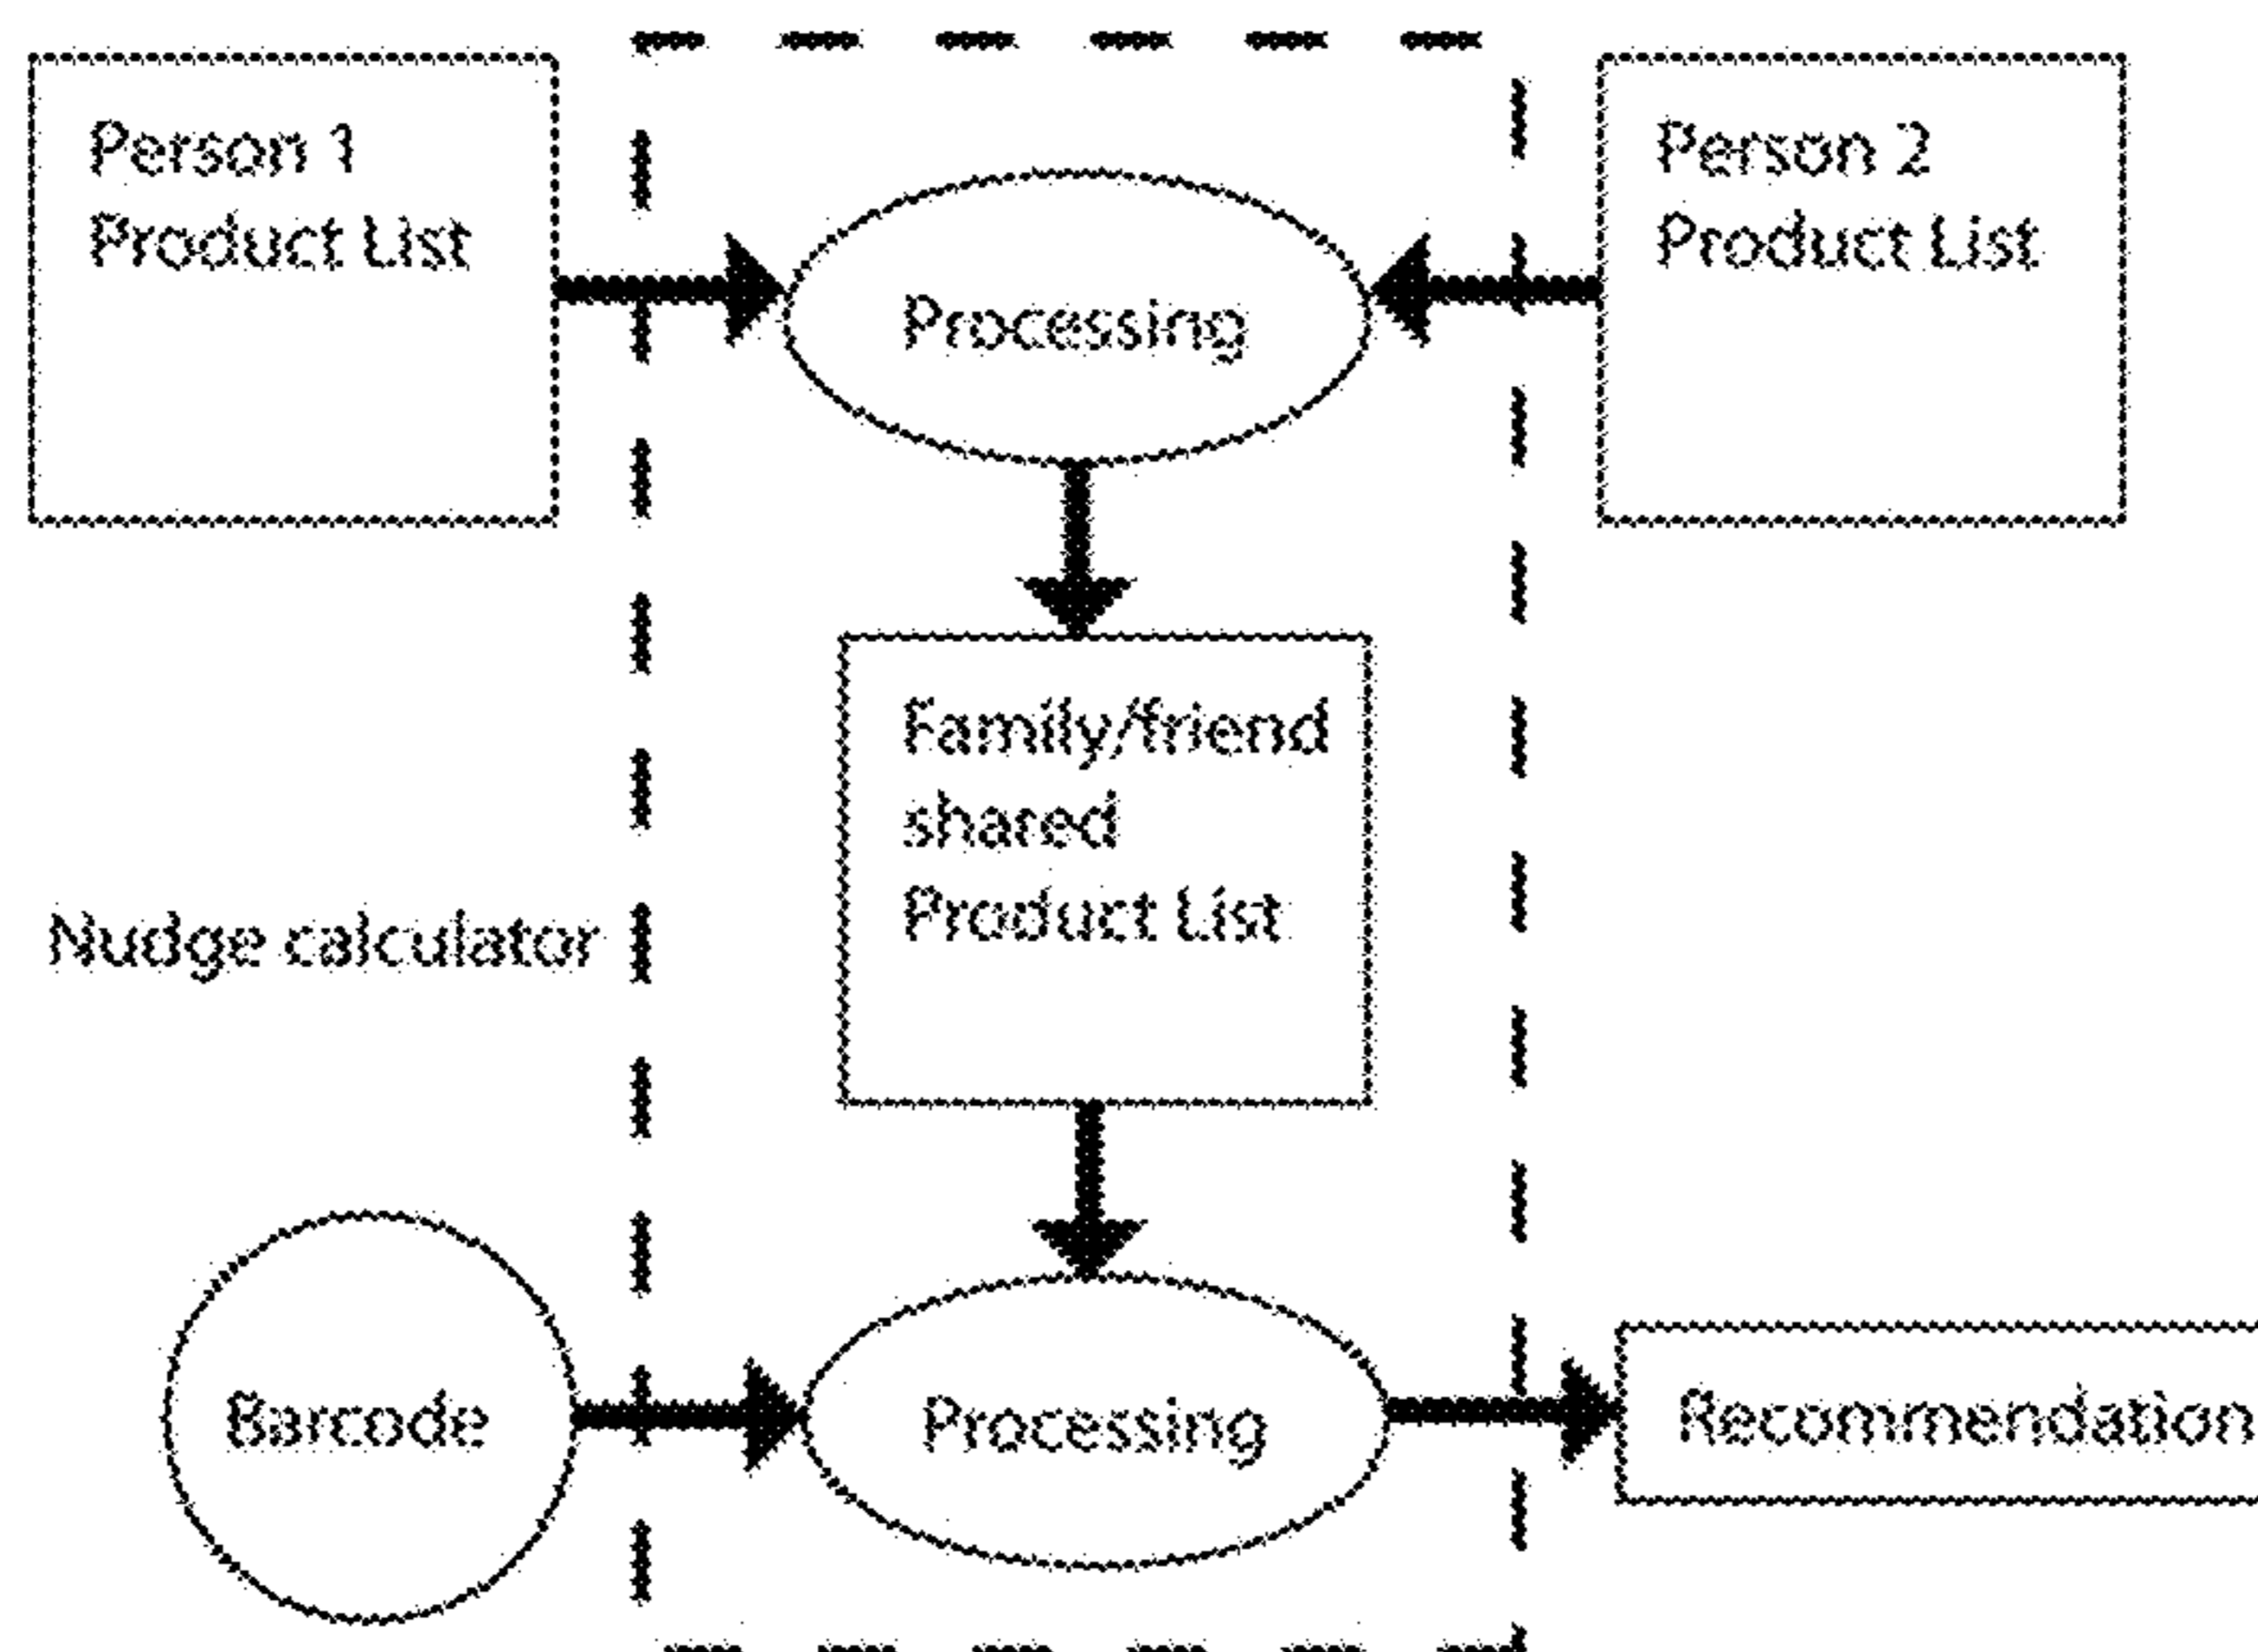 Person 1
Product List
Person 2
Product List
Processing
Family/friend
shared
Product List
Nudge calculator
Barcode
Processing
Recommendation